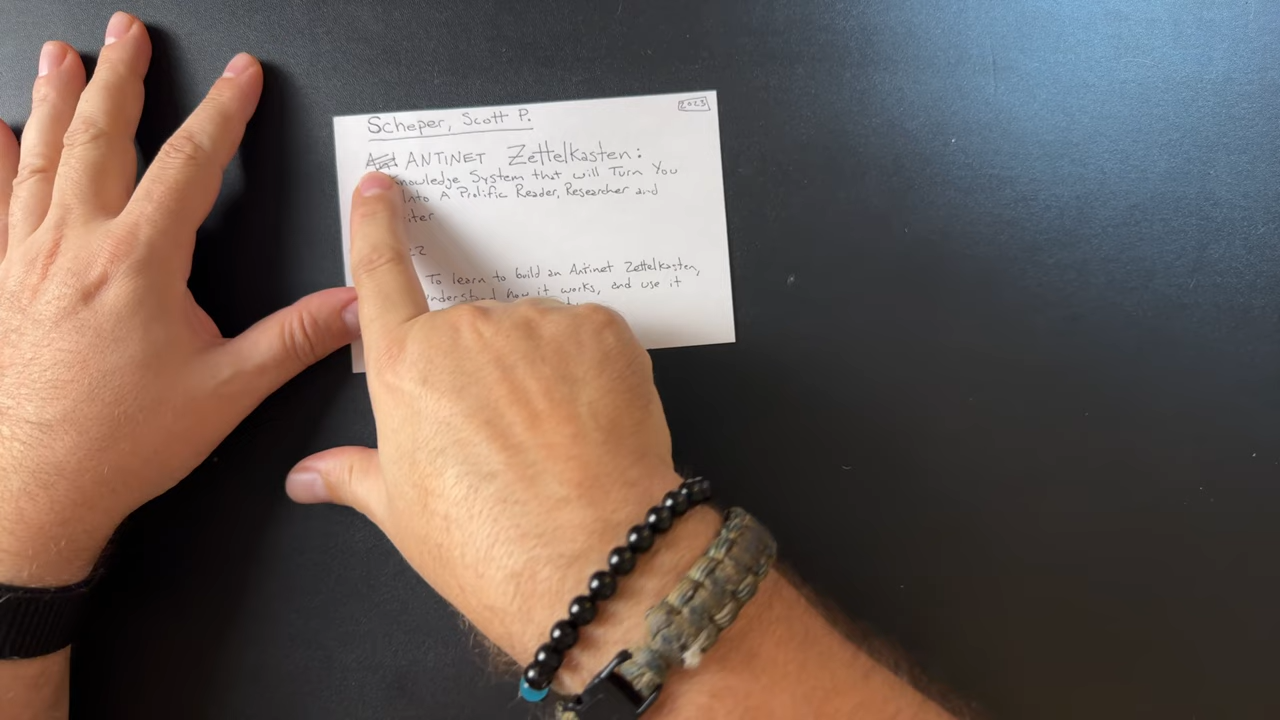 2023
Scheper, Scott P.
ANTINET Zettelkasten:
Knowledge System that will Turn You
Into A Prolific Reader, Researcher and
To learn to build an Antinet Zettelkasten,
understand how it works, and use it